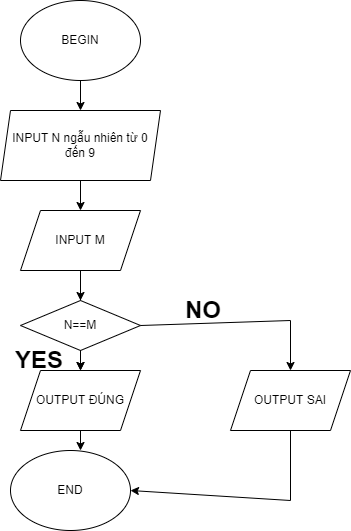 BEGIN
INPUT N ngẫu nhiên từ 0
đến 9
INPUT M
N==M
NO
YES
OUTPUT ĐÚNG
OUTPUT SAI
END